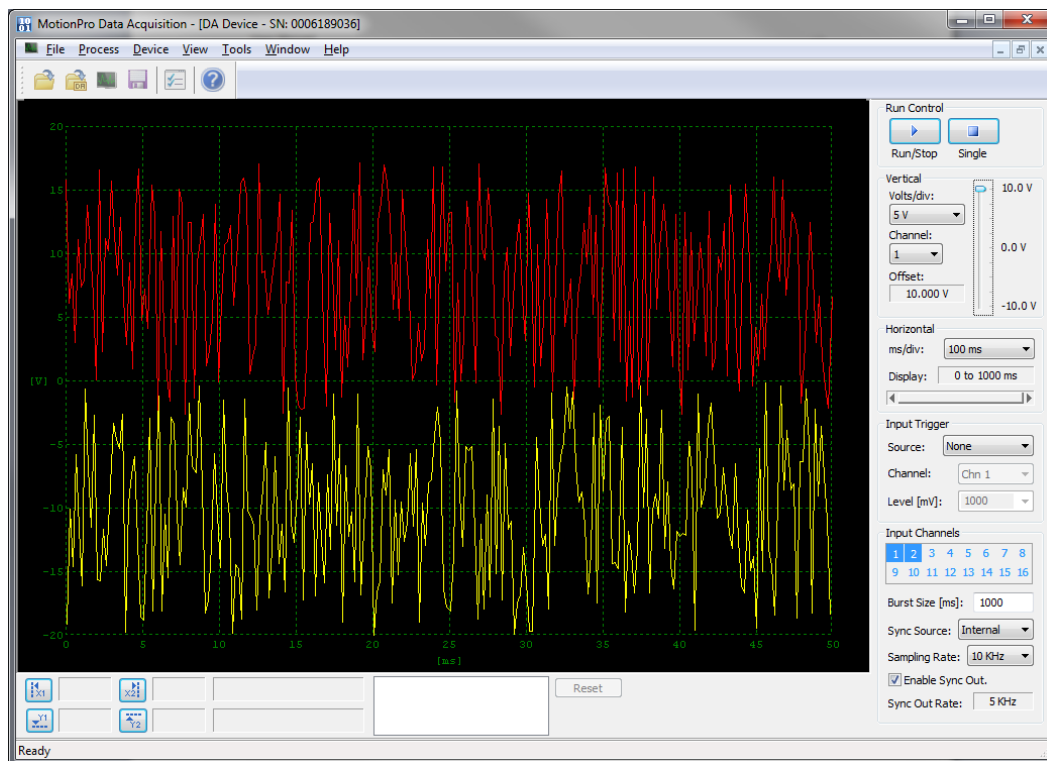 MotionPro Data Acquisition - [DA Device - SN: 0006189036]
File Process Device View Tools Window Help
DR
20
15
10
5
[V] 0
-5
-10
-15
-20
0 5 10 15 20 25 30 35 40 45 50
[ms]
Run Control
Run/Stop Single
Vertical
Volts/div:
5 V
Channel:
1
Offset:
10.000 V
10.0 V
0.0 V
-10.0 V
Horizontal
ms/div: 100 ms
Display: 0 to 1000 ms
Input Trigger
Source: None
Channel: Chn 1
Level [mV]: 1000
Input Channels
1 2 3 4 5 6 7 8
9 10 11 12 13 14 15 16
Burst Size [ms]: 1000
Sync Source: Internal
Sampling Rate: 10 KHz
Enable Sync Out.
Sync Out Rate: 5 KHz
X1 X2 Reset
Y1 Y2
Ready